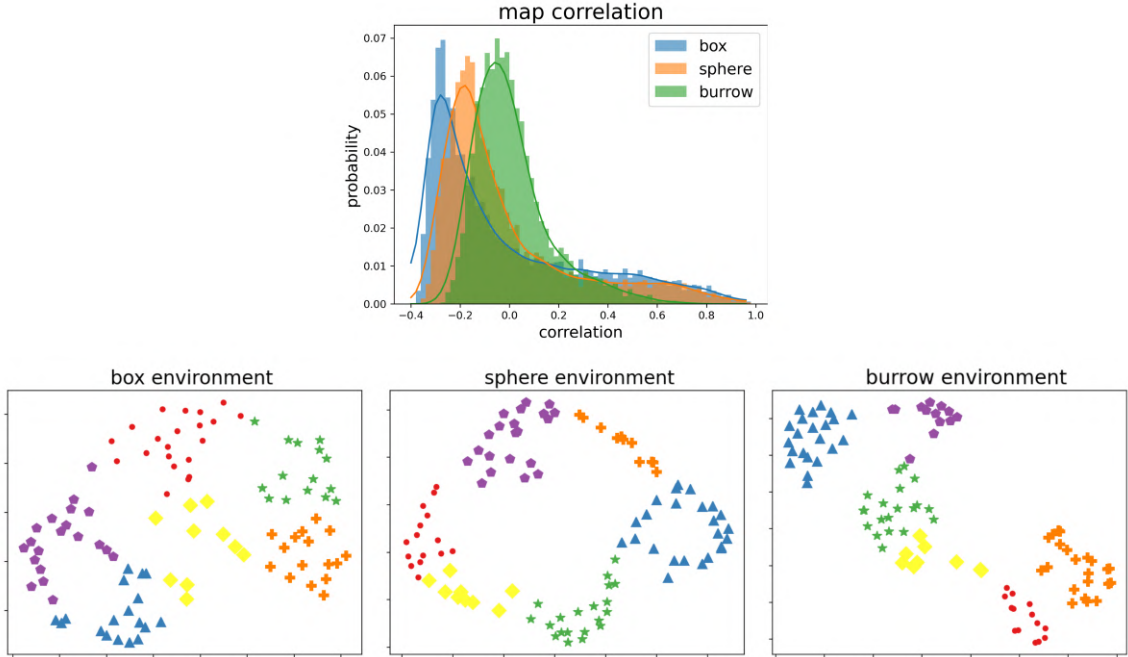 map correlation
0.07
0.06
0.05
0.04
0.03
0.02
0.01
0.00
probability
box
sphere
burrow
−0.4 −0.2 0.0 0.2 0.4 0.6 0.8 1.0
correlation
box environment sphere environment burrow environment